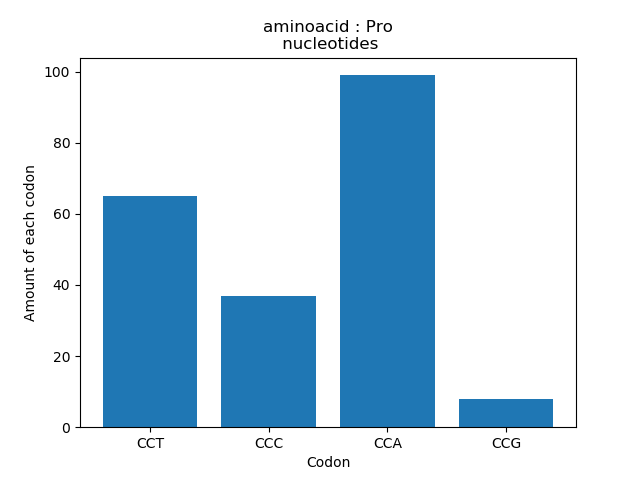 aminoacid : Pro
nucleotides
Amount of each codon
100
80
60
40
20
0
CCT CCC CCA CCG
Codon